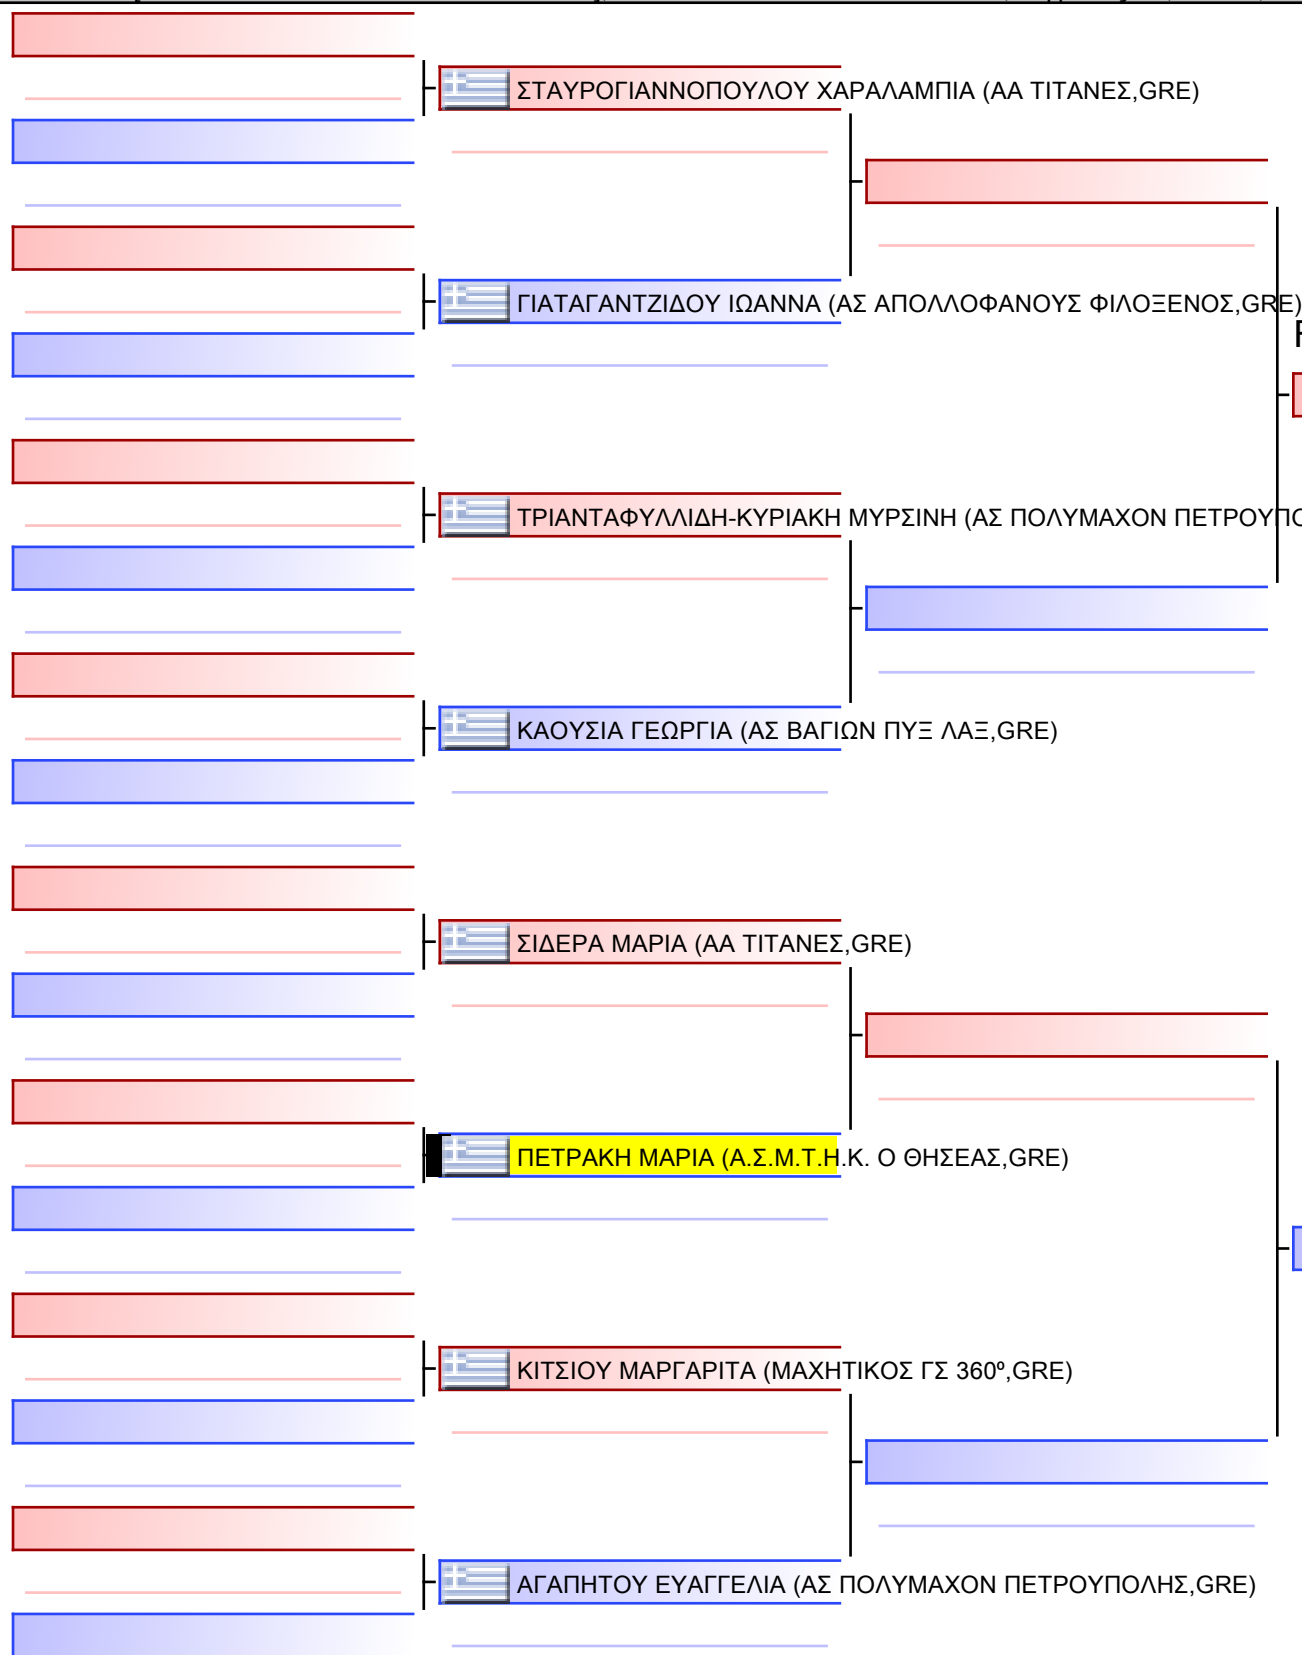 ΣΤΑΥΡΟΓΙΑΝΝΟΠΟΥΛΟΥ ΧΑΡΑΛΑΜΠΙΑ (ΑΑ ΤΙΤΑΝΕΣ,GRE)
ΓΙΑΤΑΓΑΝΤΖΙΔΟΥ ΙΩΑΝΝΑ (ΑΣ ΑΠΟΛΛΟΦΑΝΟΥΣ ΦΙΛΟΞΕΝΟΣ,GRE)
ΤΡΙΑΝΤΑΦΥΛΛΙΔΗ-ΚΥΡΙΑΚΗ ΜΥΡΣΙΝΗ (ΑΣ ΠΟΛΥΜΑΧΟΝ
ΚΑΟΥΣΙΑ ΓΕΩΡΓΙΑ (ΑΣ ΒΑΓΙΩΝ ΠΥΞ ΛΑΞ,GRE)
ΣΙΔΕΡΑ ΜΑΡΙΑ (ΑΑ ΤΙΤΑΝΕΣ,GRE)
ΠΕΤΡΑΚΗ ΜΑΡΙΑ (Α.Σ.Μ.Τ.Η.Κ. Ο ΘΗΣΕΑΣ,GRE)
ΚΙΤΣΙΟΥ ΜΑΡΓΑΡΙΤΑ (ΜΑΧΗΤΙΚΟΣ ΓΣ 360º,GRE)
ΑΓΑΠΗΤΟΥ ΕΥΑΓΓΕΛΙΑ (ΑΣ ΠΟΛΥΜΑΧΟΝ ΠΕΤΡΟΥΠΟΛΗΣ,GRE)